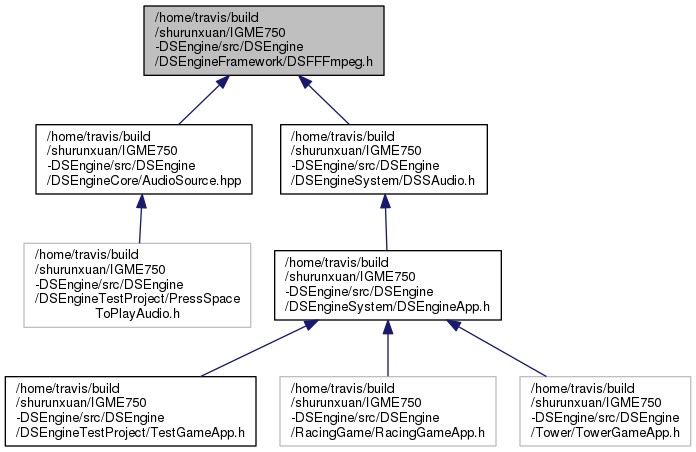 /home/travis/build
/shurunxuan/IGME750
-DSEngine/src/DSEngine
/DSEngineFramework/DSFFFmpeg.h
/home/travis/build
/shurunxuan/IGME750
-DSEngine/src/DSEngine
/DSEngineCore/AudioSource.hpp
/home/travis/build
/shurunxuan/IGME750
-DSEngine/src/DSEngine
/DSEngineSystem/DSSAudio.h
/home/travis/build
/shurunxuan/IGME750
-DSEngine/src/DSEngine
/DSEngineTestProject/PressSpace
ToPlayAudio.h
/home/travis/build
/shurunxuan/IGME750
-DSEngine/src/DSEngine
/DSEngineSystem/DSEngineApp.h
/home/travis/build
/shurunxuan/IGME750
-DSEngine/src/DSEngine
/DSEngineTestProject/TestGameApp.h
/home/travis/build
/shurunxuan/IGME750
-DSEngine/src/DSEngine
/RacingGame/RacingGameApp.h
/home/travis/build
/shurunxuan/IGME750
-DSEngine/src/DSEngine
/Tower/TowerGameApp.h